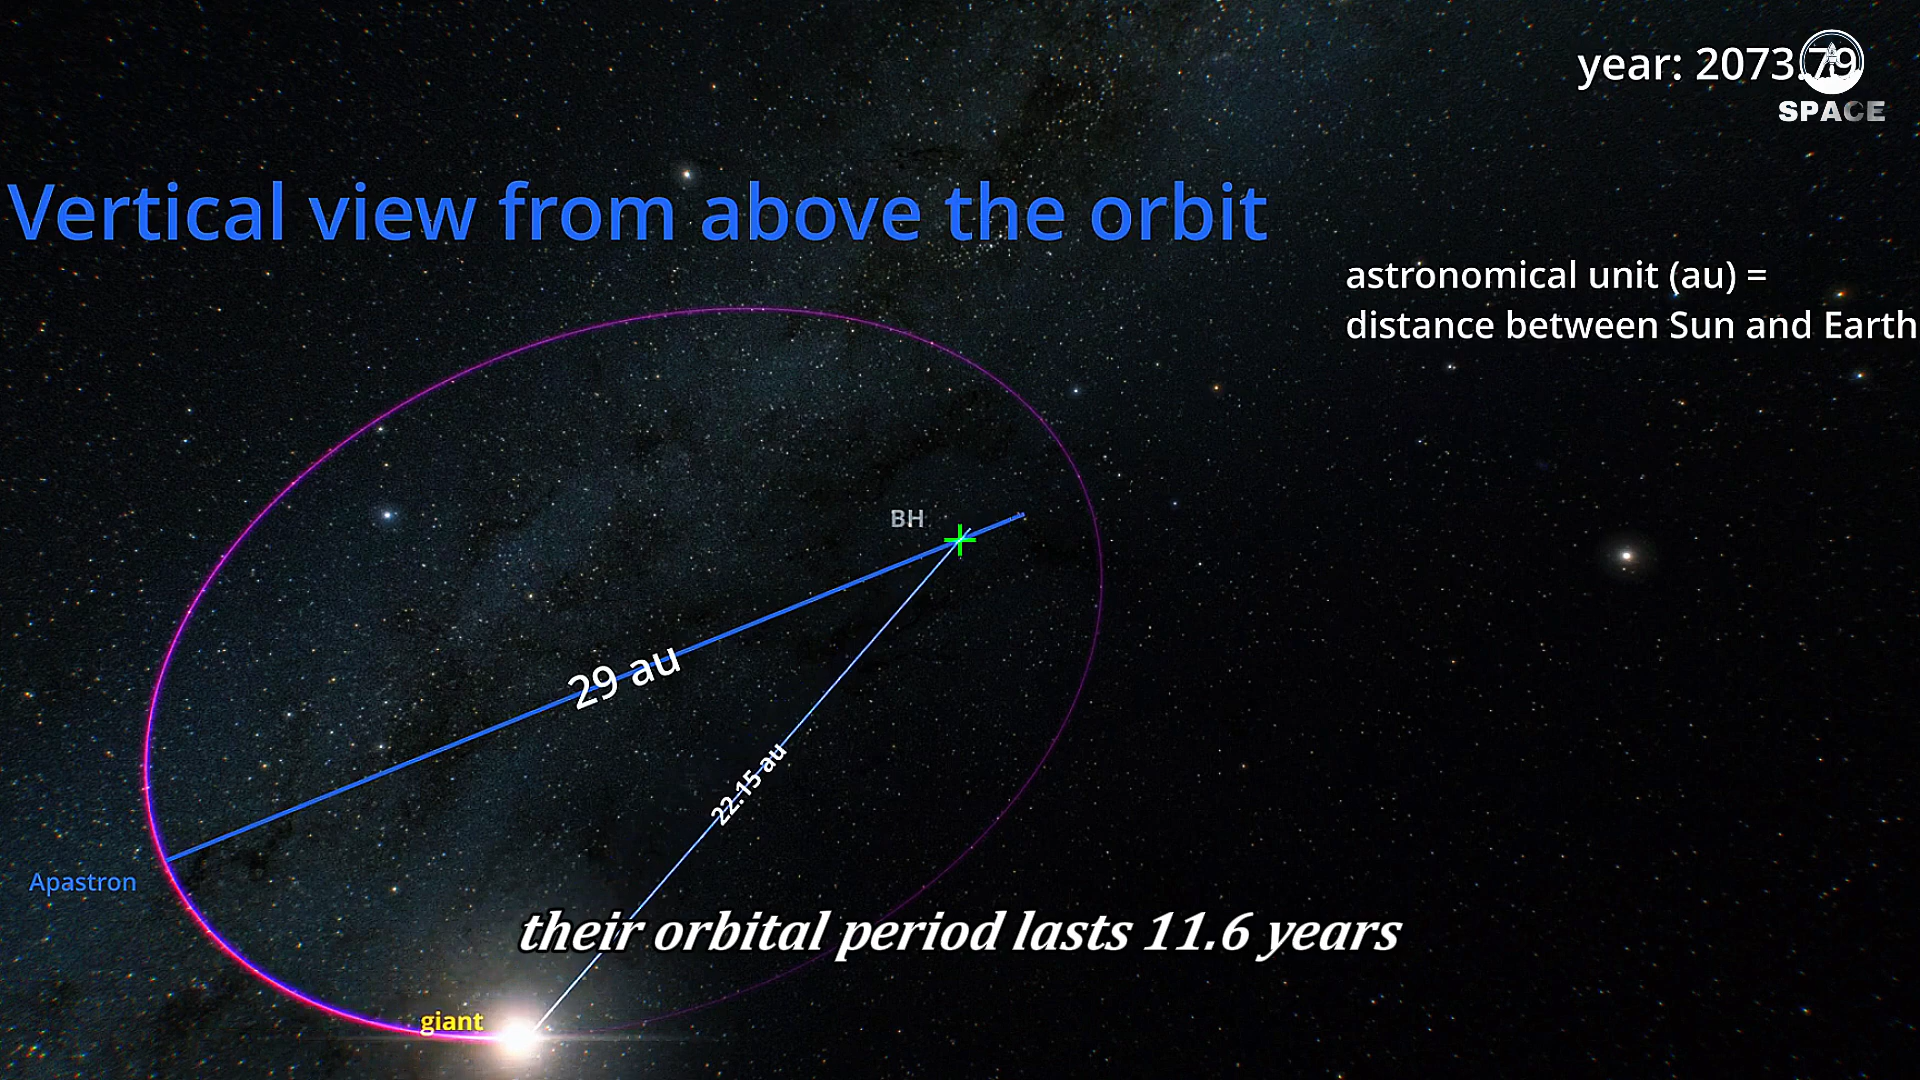 year: 2073.79
SPACE
Vertical view from above the orbit
astronomical unit (au) =
distance between Sun and Earth
BH
29 au
22.15 au
Apastron
their orbital period lasts 11.6 years
giant